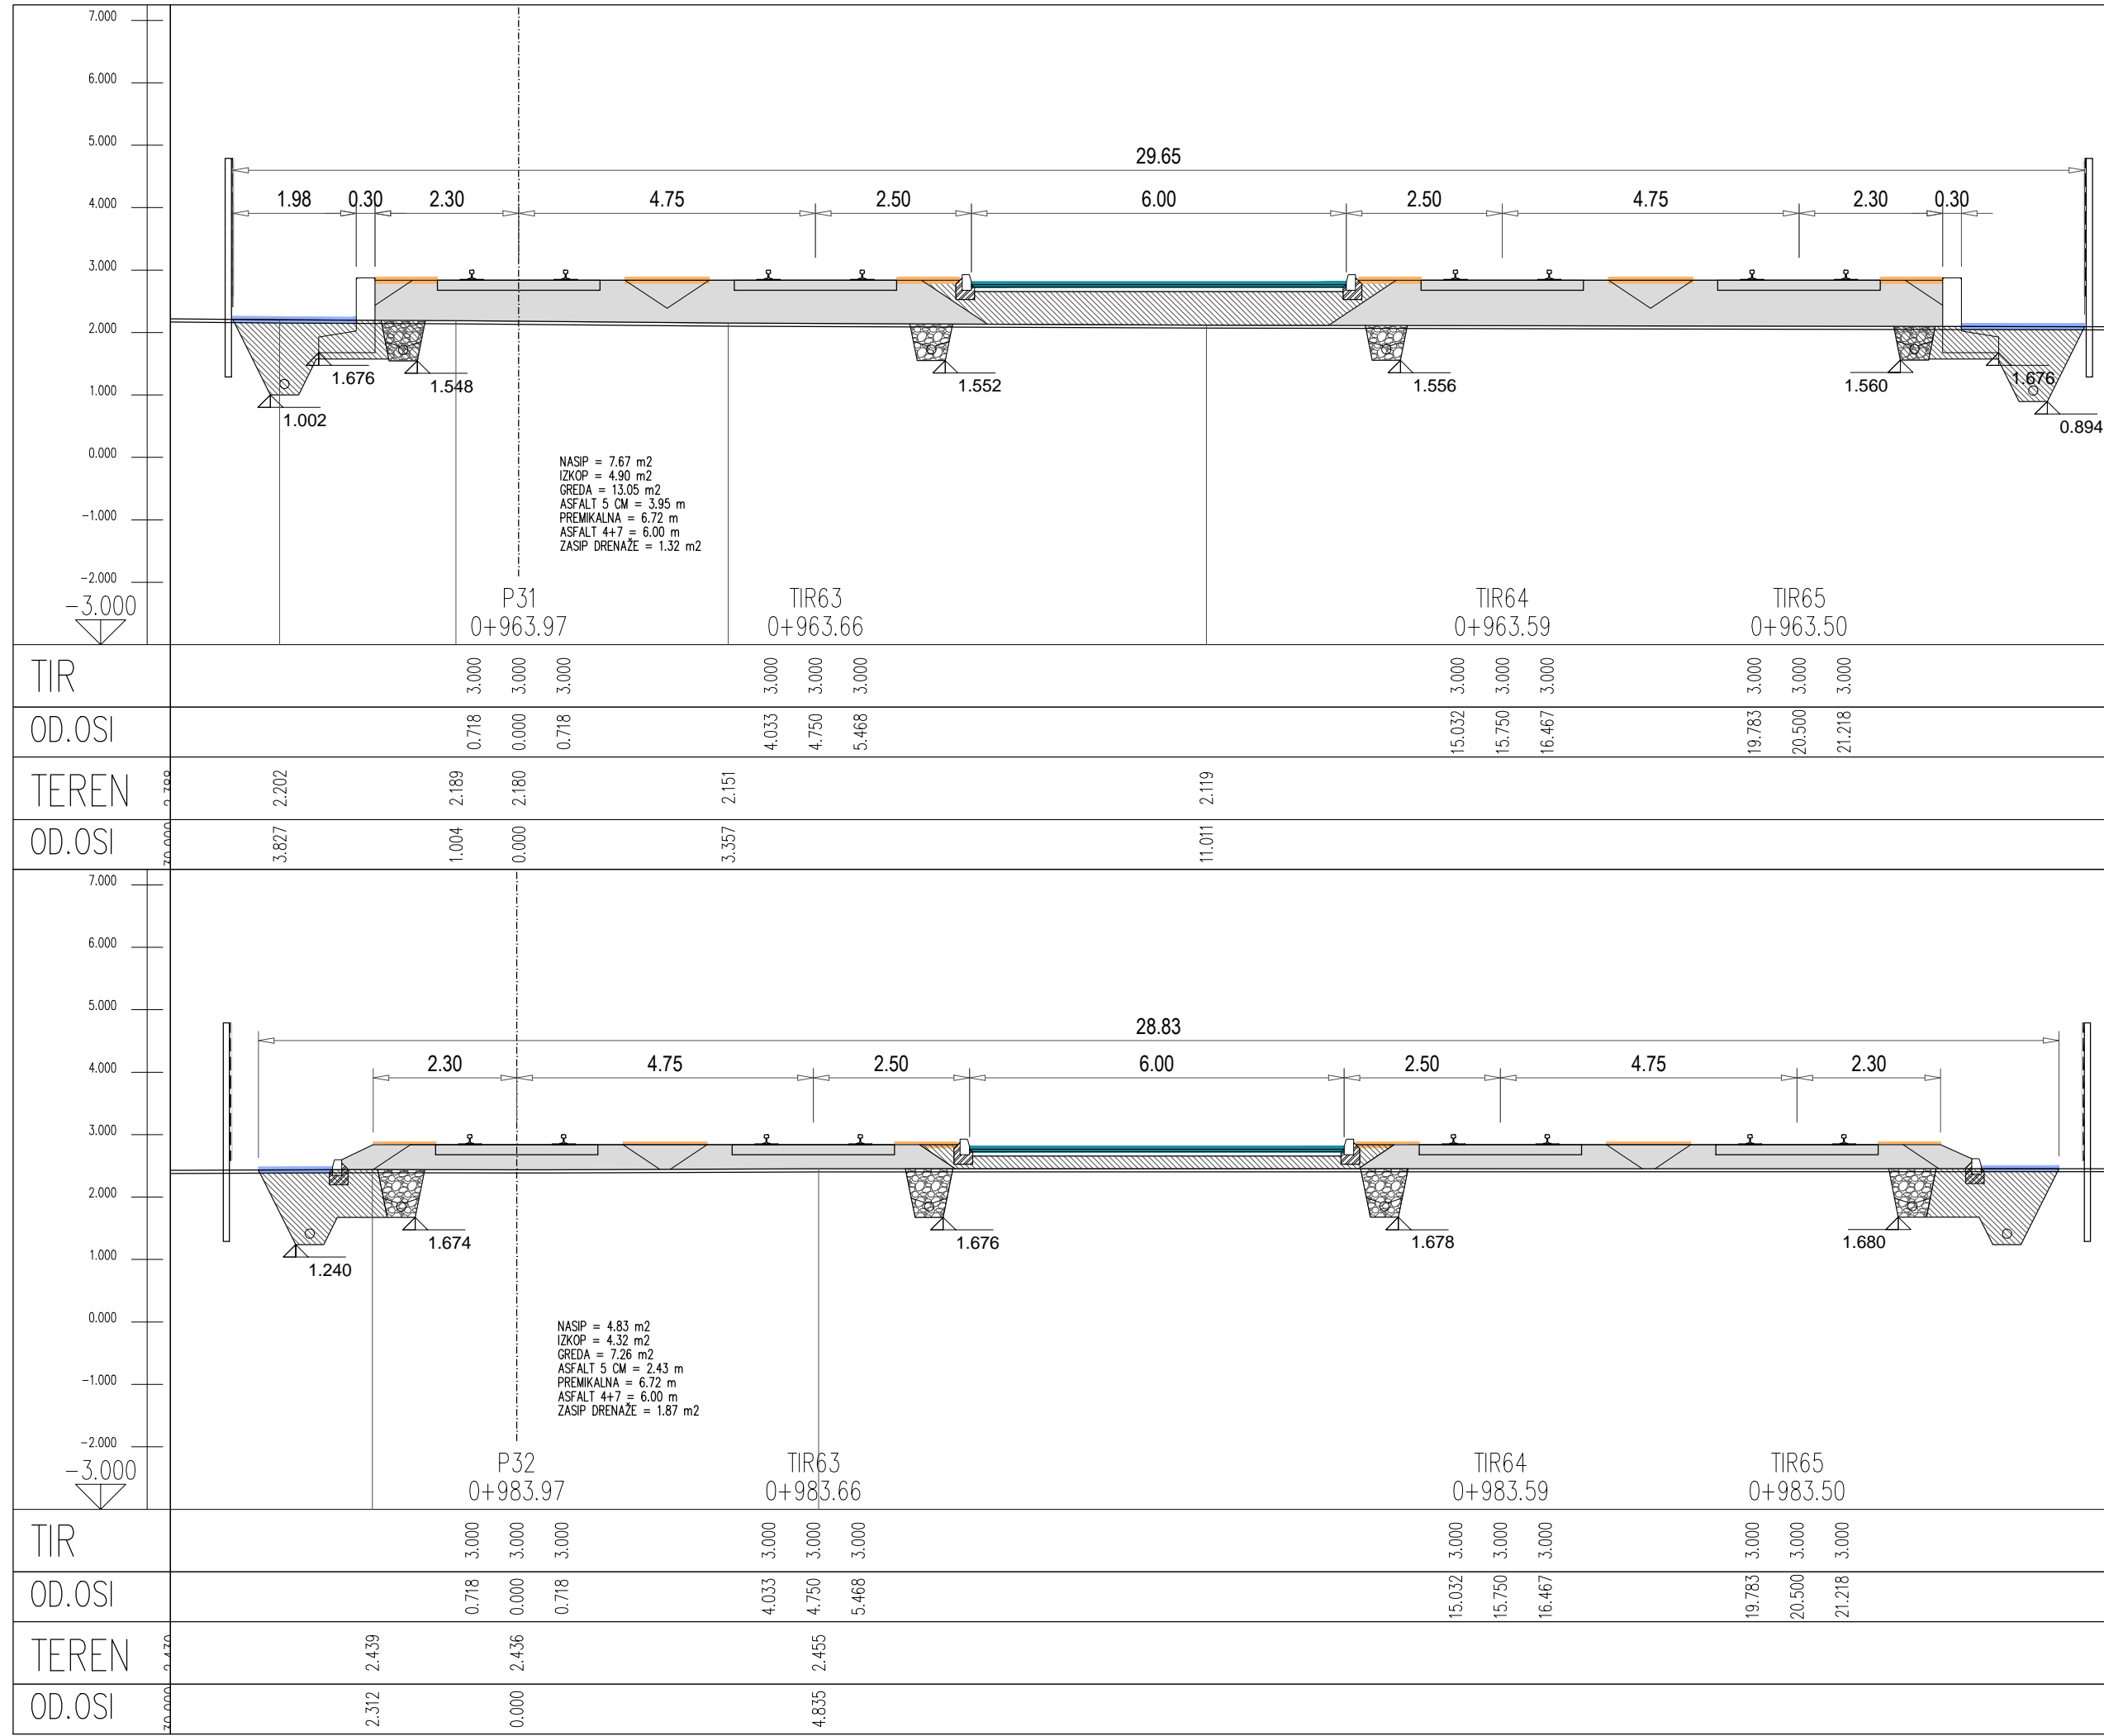 7.000
6.000
5.000
4.000
3.000
2.000
1.000
0.000
-1.000
-2.000
-3.000
29.65
1.98 0.30 2.30 4.75 2.50 6.00 2.50 4.75 2.30 0.30
1.676
1.548
1.552
1.556
1.560
1.676
1.002
0.894
NASIP = 7.67 m2
IZKOP = 4.90 m2
GREDA = 13.05 m2
ASFALT 5 CM = 3.95 m
PREMIKALNA = 6.72 m
ASFALT 4+7 = 6.00 m
ZASIP DRENAŽE = 1.32 m2
P31 TIR63 TIR64 TIR65
0+963.97 0+963.66 0+963.59 0+963.50
TIR 3.000 3.000 3.000 3.000 3.000 3.000 3.000 3.000 3.000 3.000 3.000 3.000
OD.OSI 0.718 0.000 0.718 4.033 4.750 5.468 15.032 15.750 16.467 19.783 20.500 21.218
TEREN 2.202 2.189 2.180 2.151 2.119
OD.OSI 3.827 1.004 0.000 3.357 11.011
7.000
6.000
5.000
4.000
3.000
2.000
1.000
0.000
-1.000
-2.000
-3.000
28.83
2.30 4.75 2.50 6.00 2.50 4.75 2.30
1.674
1.676
1.678
1.680
1.240
NASIP = 4.83 m2
IZKOP = 4.32 m2
GREDA = 7.26 m2
ASFALT 5 CM = 2.43 m
PREMIKALNA = 6.72 m
ASFALT 4+7 = 6.00 m
ZASIP DRENAŽE = 1.87 m2
P32 TIR63 TIR64 TIR65
0+983.97 0+983.66 0+983.59 0+983.50
TIR 3.000 3.000 3.000 3.000 3.000 3.000 3.000 3.000 3.000 3.000 3.000 3.000
OD.OSI 0.718 0.000 0.718 4.033 4.750 5.468 15.032 15.750 16.467 19.783 20.500 21.218
TEREN 2.439 2.436 2.455
OD.OSI 2.312 0.000 4.835